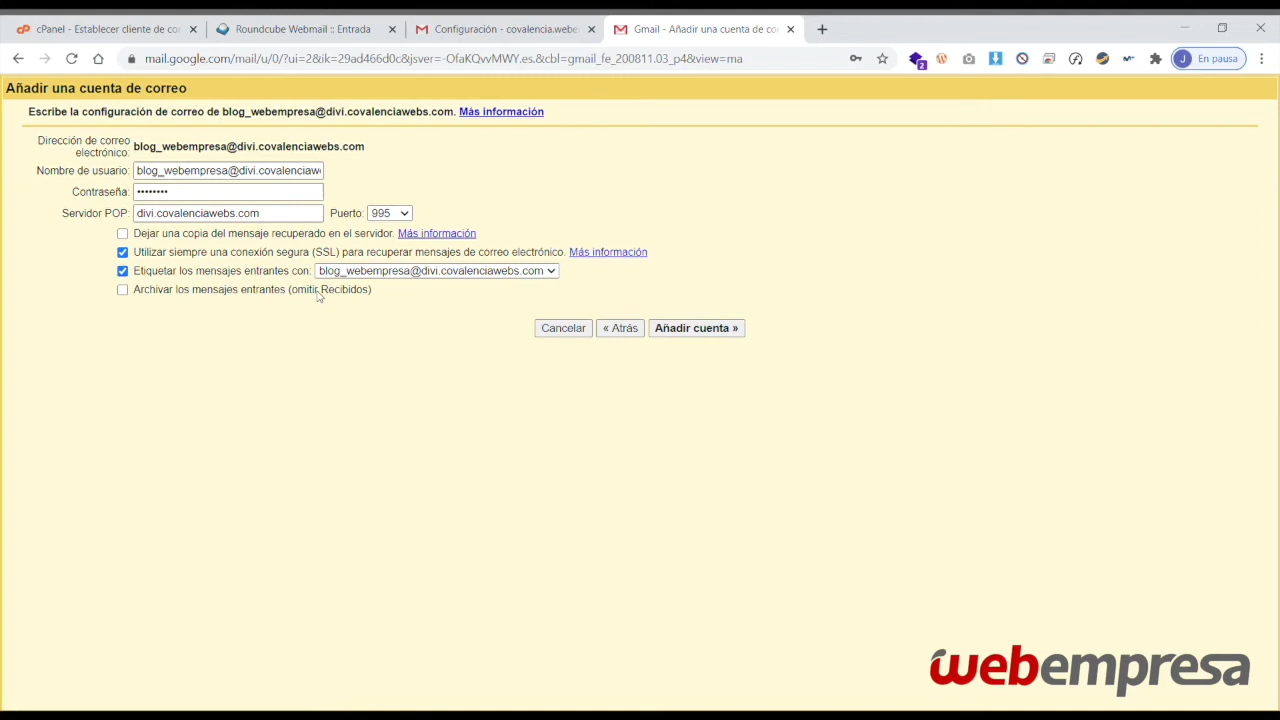 cPanel - Establecer cliente de cor
Roundcube Webmail :: Entrada
Configuración - covalencia.webe
Gmail - Añadir una cuenta de co
mail.google.com/mail/u/0/?ui=2&ik=29ad466d0c&jsver=-OfaKOCvMWY.es.&cbl=gmail_fe_200811.03_p4&view=ma
2
J En pausa
Añadir una cuenta de correo
Escribe la configuración de correo de blog_webempresa@divi.covalenciawebs.com. Más información
Dirección de correo
electrónico: blog_webempresa@divi.covalenciawebs.com
Nombre de usuario: blog_webempresa@divi.covalenciaw
Contraseña: ••••••••
Servidor POP: divi.covalenciawebs.com Puerto: 995
Dejar una copia del mensaje recuperado en el servidor. Más información
Utilizar siempre una conexión segura (SSL) para recuperar mensajes de correo electrónico. Más información
Etiquetar los mensajes entrantes con: blog_webempresa@divi.covalenciawebs.com
Archivar los mensajes entrantes (omitir Recibidos)
Cancelar « Atrás Añadir cuenta »
webempresa